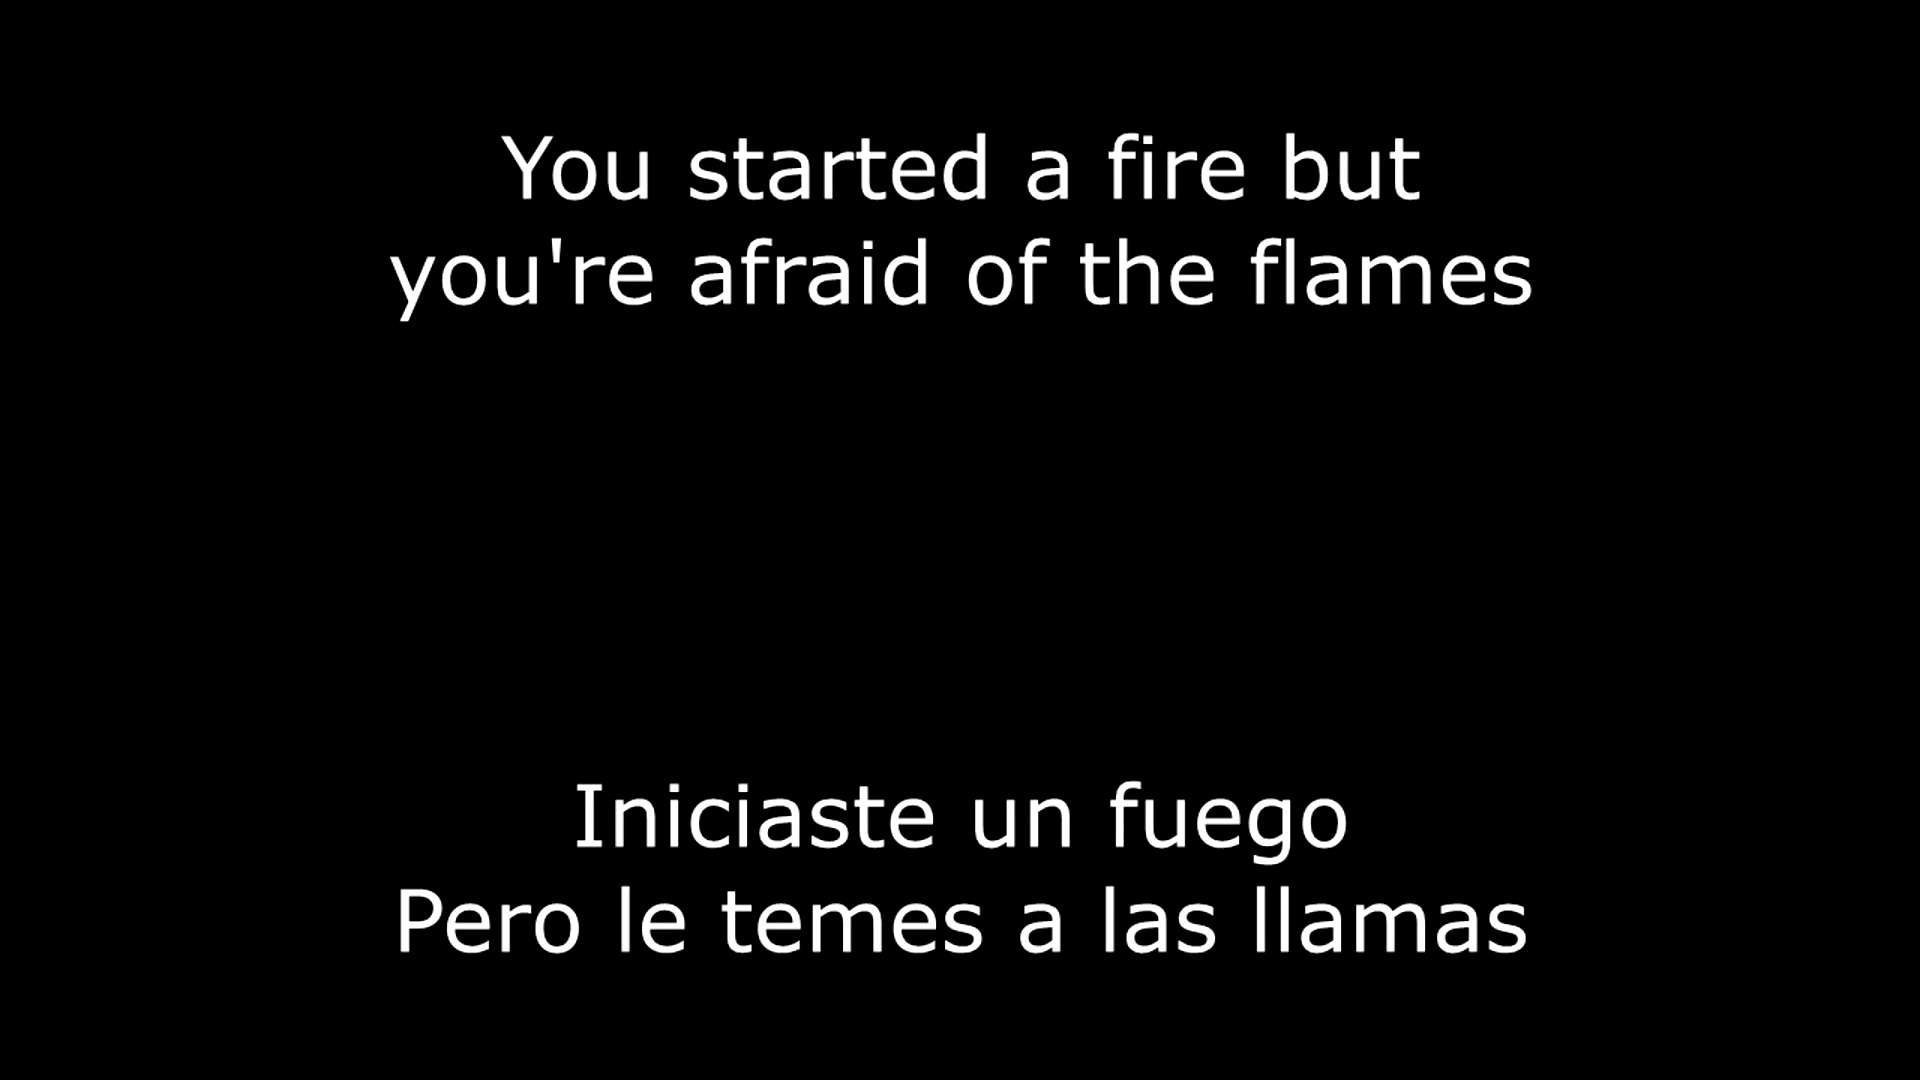 You started a fire but
you're afraid of the flames
Iniciaste un fuego
Pero le temes a las llamas